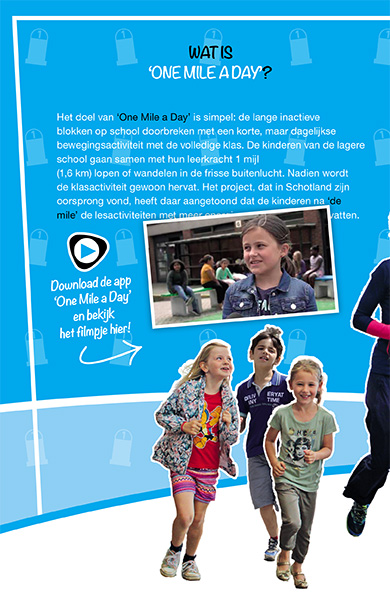 WAT IS
'ONE MILE A DAY'?
Het doel van 'One Mile a Day' is simpel: de lange inactieve
blokken op school doorbreken met een korte, maar dagelijkse
bewegingsactiviteit met de volledige klas. De kinderen van de lagere
school gaan samen met hun leerkracht 1 mijl
(1,6 km) lopen of wandelen in de frisse buitenlucht. Nadien wordt
de klasactiviteit gewoon hervat. Het project, dat in Schotland zijn
oorsprong vond, heeft daar aangetoond dat de kinderen na 'de
mile' de lesactiviteiten met meer vatten.
Download de app
'One Mile a Day'
en bekijk
het filmpje hier!